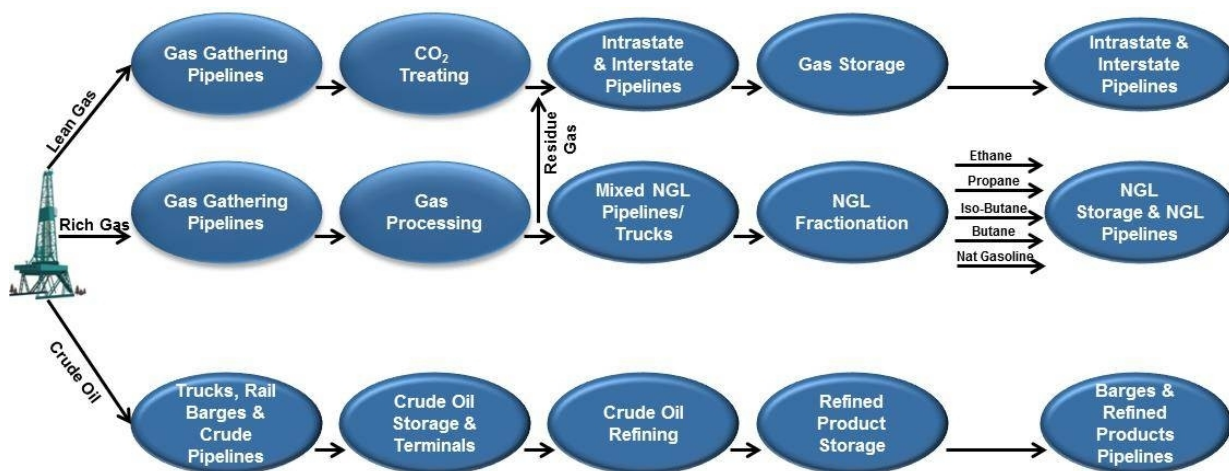 Lean Gas
Gas Gathering
Pipelines
CO₂
Treating
Intrastate
& Interstate
Pipelines
Gas Storage
Intrastate &
Interstate
Pipelines
Residue
Gas
Rich Gas
Gas Gathering
Pipelines
Gas
Processing
Mixed NGL
Pipelines/
Trucks
NGL
Fractionation
Ethane
Propane
Iso-Butane
Butane
Nat Gasoline
NGL
Storage & NGL
Pipelines
Crude Oil
Trucks, Rail
Barges &
Crude
Pipelines
Crude Oil
Storage &
Terminals
Crude Oil
Refining
Refined
Product
Storage
Barges &
Refined
Products
Pipelines